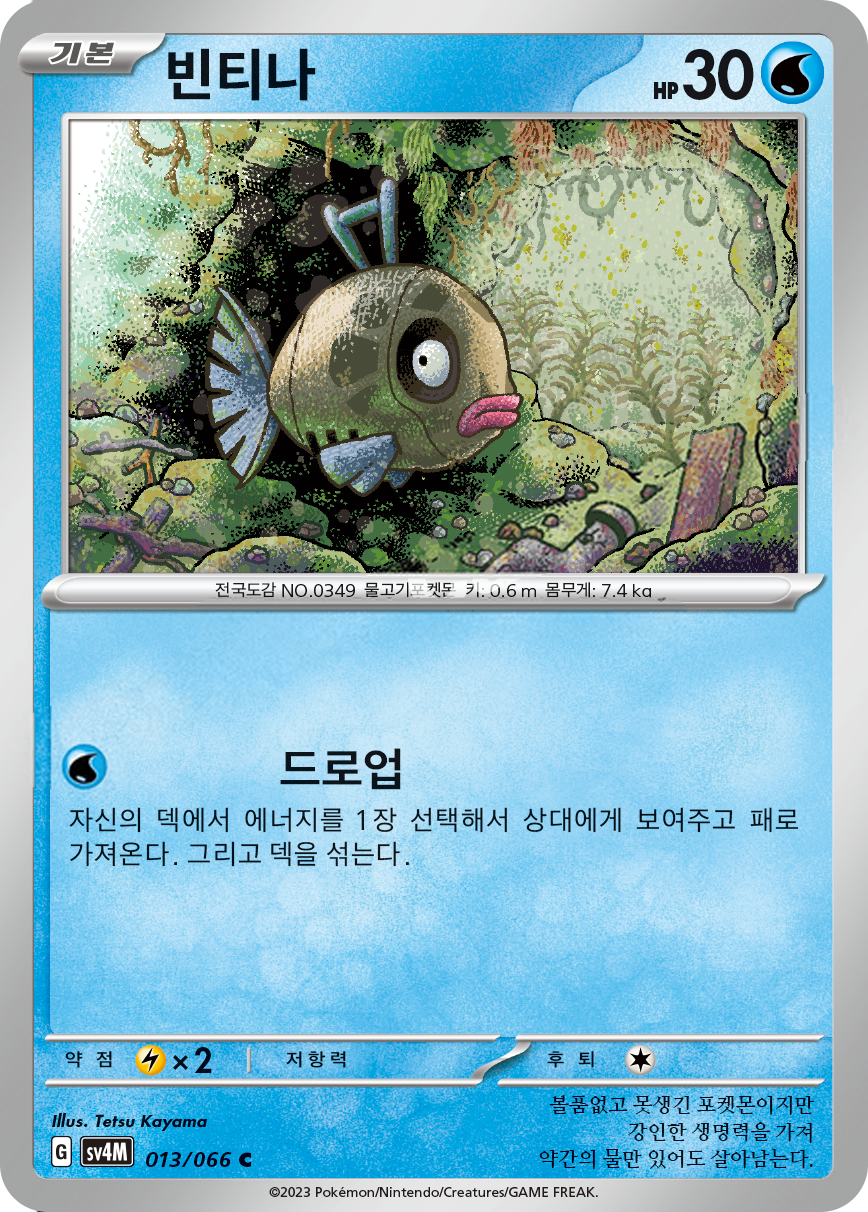 기본
빈티나
HP 30
전국도감 NO.0349 물고기포켓몬 키: 0.6 m 몸무게: 7.4 kg
드로업
자신의 덱에서 에너지를 1장 선택해서 상대에게 보여주고 패로
가져온다. 그리고 덱을 섞는다.
약점 ×2 저항력 후퇴
볼품없고 못생긴 포켓몬이지만
강인한 생명력을 가져
약간의 물만 있어도 살아남는다.
Illus. Tetsu Kayama
G sv4M 013/066 C
©2023 Pokémon/Nintendo/Creatures/GAME FREAK.